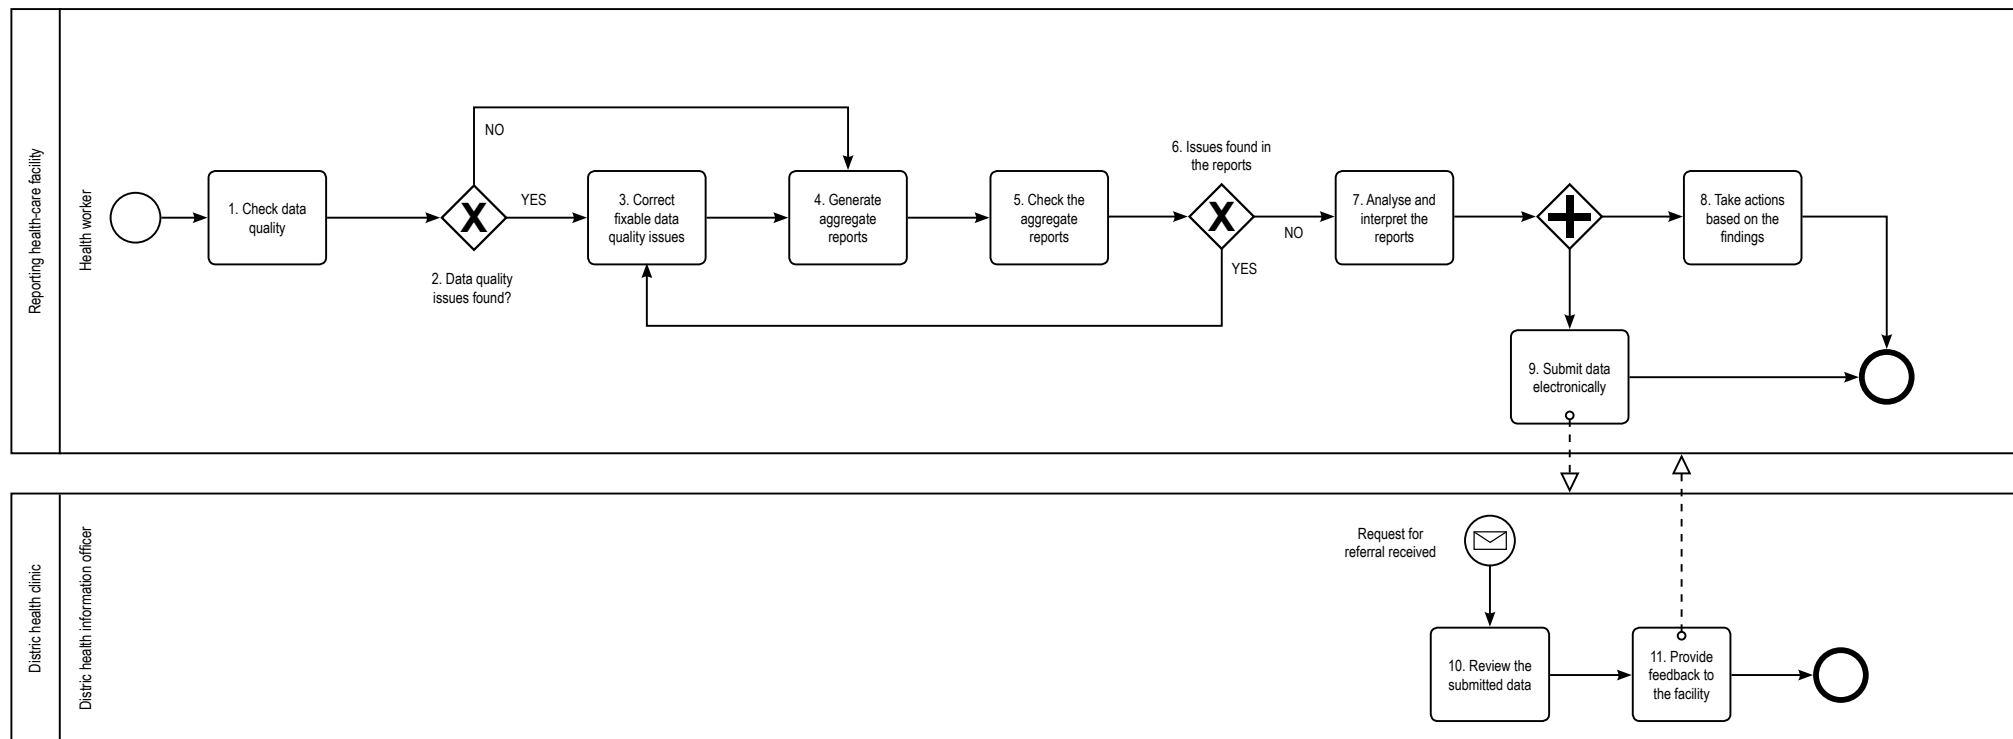 Reporting health-care facility
Health worker
1. Check data
quality
NO
YES
2. Data quality
issues found?
3. Correct
fixable data
quality issues
4. Generate
aggregate
reports
5. Check the
aggregate
reports
6. Issues found in
the reports
NO
YES
7. Analyse and
interpret the
reports
8. Take actions
based on the
findings
9. Submit data
electronically
Distric health clinic
Distric health information officer
Request for
referral received
10. Review the
submitted data
11. Provide
feedback to
the facility